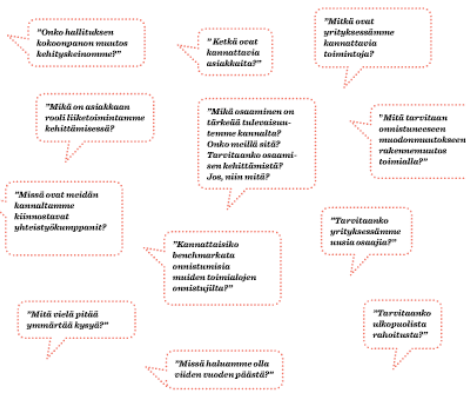 "Onko hallituksen
kokoonpanon muutos
kehityskeinomme?"
"Ketkä ovat
kannattavia
asiakkaita?"
"Mitkä ovat
yrityksessämme
kannattavia
toimintoja?"
"Mikä on asiakkaan
rooli liiketoimintamme
kehittämisessä?
"Mikä osaaminen on
tärkeää tulevaisuu-
temme kannalta?
Onko meillä sitä?
Tarvitaanko osaami-
sen kehittämistä?
Jos, niin mitä?
"Mitä tarvitaan
onnistuneeseen
muodonmuutokseen
rakennemuutos
toimialla?"
"Missä ovat meidän
kannaltamme
kiinnostavat
yhteistyökumppanit?
"Kannattaisiko
benchmarkata
onnistumisia
muiden toimialojen
onnistujilta?"
"Tarvitaanko
yrityksessämme
uusia osaajia?"
"Mitä vielä pitää
ymmärtää kysyä?"
"Tarvitaanko
ulkopuolista
rahoitusta?"
"Missä haluamme olla
viiden vuoden päästä?"